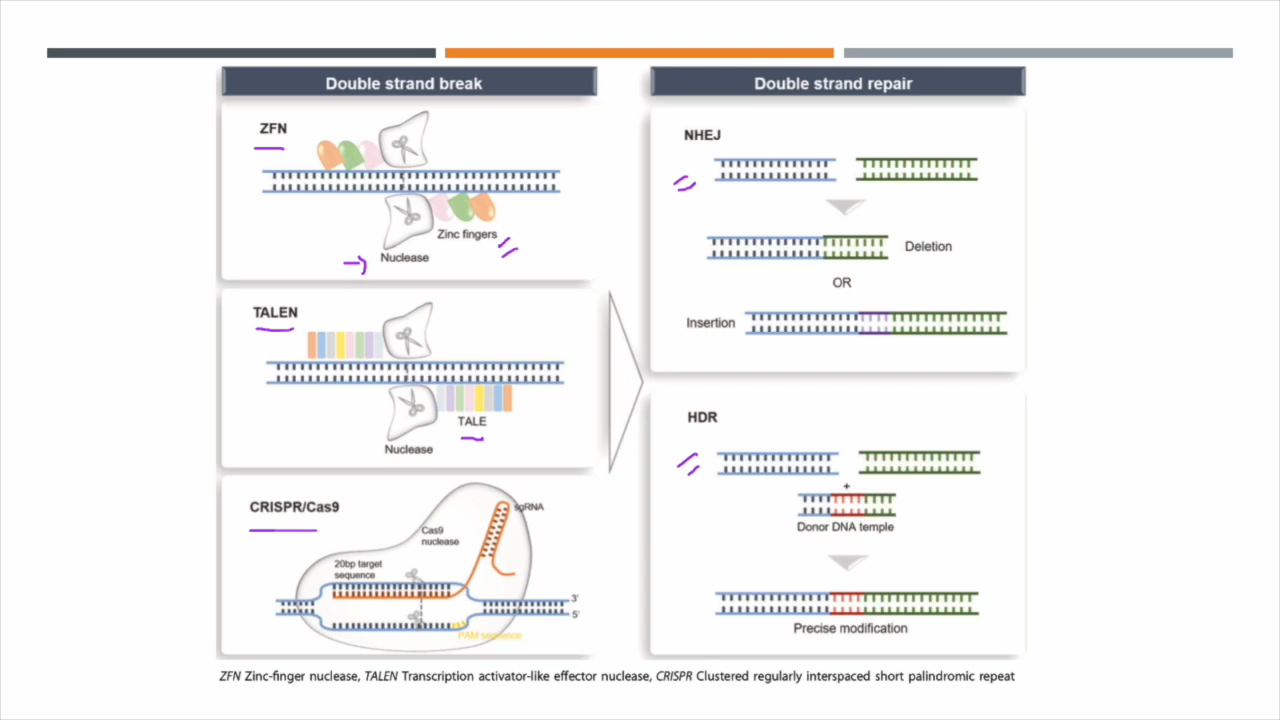 Double strand break
ZFN
Zinc fingers
Nuclease
TALEN
TALE
Nuclease
CRISPR/Cas9
sgRNA
Cas9
nuclease
20bp target
sequence
3'
5'
PAM sequence
Double strand repair
NHEJ
Deletion
OR
Insertion
HDR
+
Donor DNA temple
Precise modification
ZFN Zinc-finger nuclease, TALEN Transcription activator-like effector nuclease, CRISPR Clustered regularly interspaced short palindromic repeat